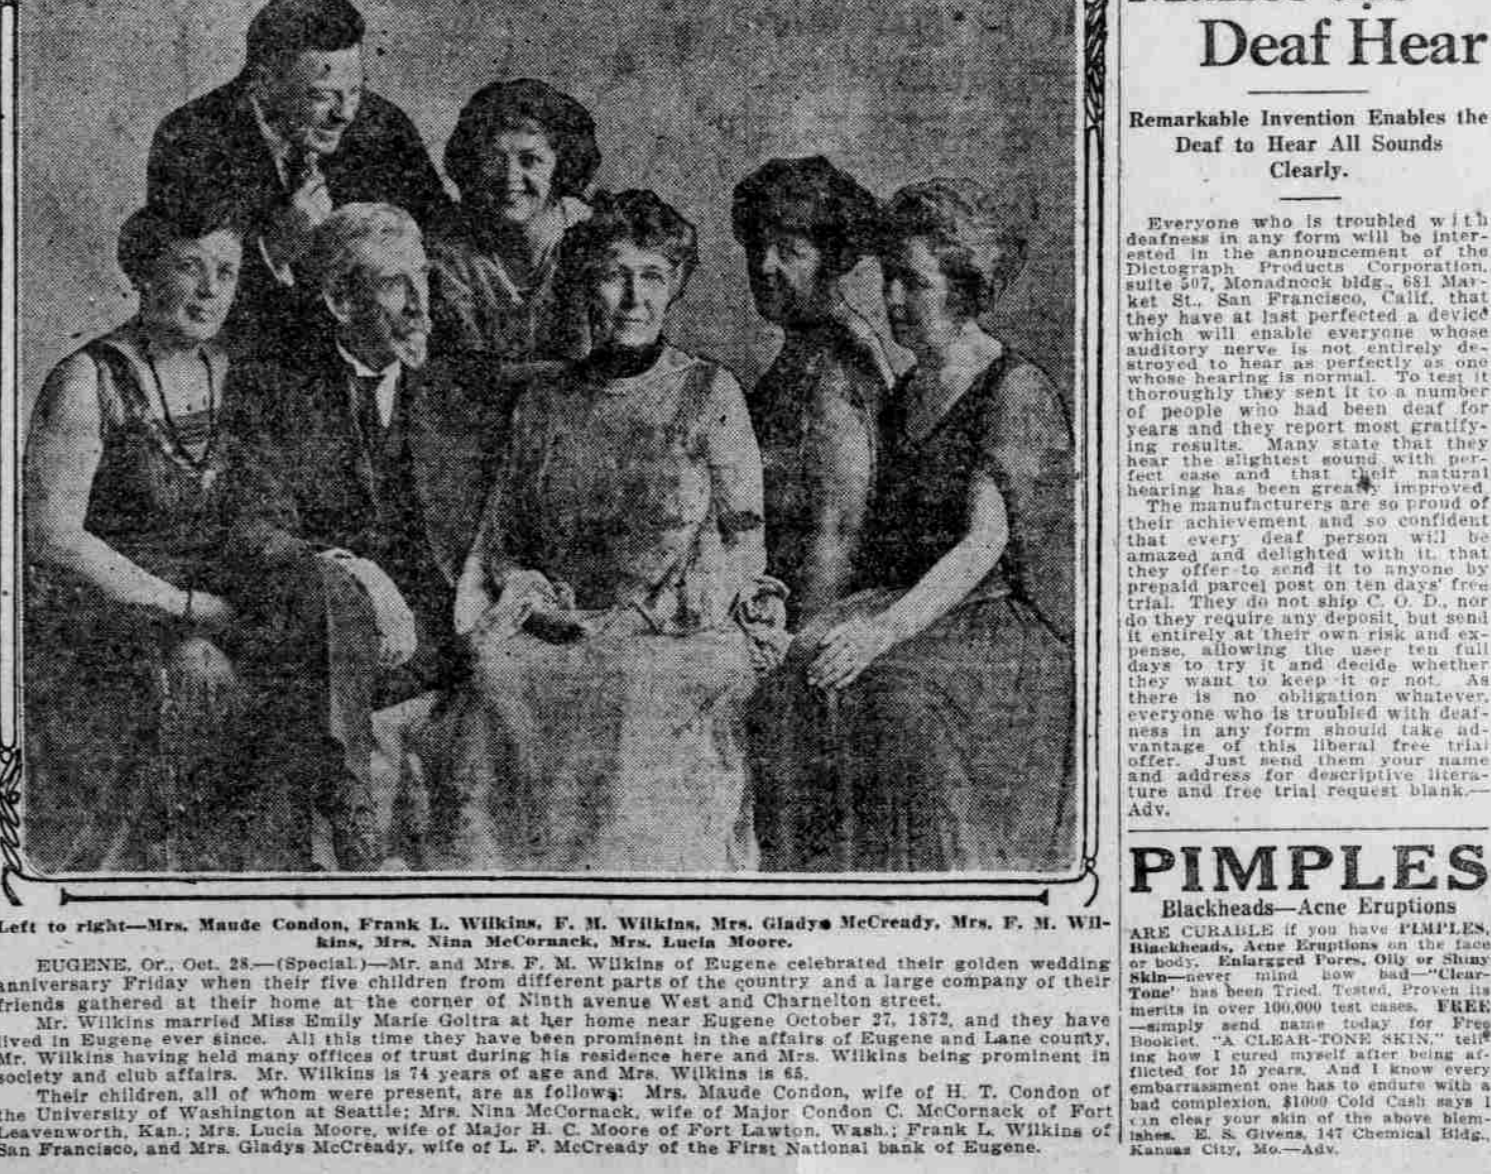 Left to right—Mrs. Maude Condon, Frank L. Wilkins, F. M. Wilkins, Mrs. Gladys McCready, Mrs. F. M. Wil-
kins, Mrs. Nina McCornack, Mrs. Lucia Moore.
EUGENE, Or., Oct. 28.—(Special.)—Mr. and Mrs. F. M. Wilkins of Eugene celebrated their golden wedding
anniversary Friday when their five children from different parts of the country and a large company of their
friends gathered at their home at the corner of Ninth avenue West and Charnelton street.
Mr. Wilkins married Miss Emily Marie Goltra at her home near Eugene October 27, 1872, and they have
lived in Eugene ever since. All this time they have been prominent in the affairs of Eugene and Lane county,
Mr. Wilkins having held many offices of trust during his residence here and Mrs. Wilkins being prominent in
society and club affairs. Mr. Wilkins is 74 years of age and Mrs. Wilkins is 65.
Their children, all of whom were present, are as follows: Mrs. Maude Condon, wife of H. T. Condon of
the University of Washington at Seattle; Mrs. Nina McCornack, wife of Major Condon C. McCornack of Fort
Leavenworth, Kan.; Mrs. Lucia Moore, wife of Major H. C. Moore of Fort Lawton, Wash.; Frank L. Wilkins of
San Francisco, and Mrs. Gladys McCready, wife of L. F. McCready of the First National bank of Eugene.
Deaf Hear
Remarkable Invention Enables the
Deaf to Hear All Sounds
Clearly.
Everyone who is troubled with
deafness in any form will be inter-
ested in the announcement of the
Dictograph Products Corporation,
suite 507, Monadnock bldg., 681 Mar-
ket St., San Francisco, Calif. that
they have at last perfected a device
which will enable everyone whose
auditory nerve is not entirely de-
stroyed to hear as perfectly as one
whose hearing is normal. To test it
thoroughly they sent it to a number
of people who had been deaf for
years and they report most gratify-
ing results. Many state that they
hear the slightest sound with per-
fect ease and that their natural
hearing has been greatly improved.
The manufacturers are so proud of
their achievement and so confident
that every deaf person will be
amazed and delighted with it, that
they offer to send it to anyone by
prepaid parcel post on ten days' free
trial. They do not ship C. O. D., nor
do they require any deposit, but send
it entirely at their own risk and ex-
pense, allowing the user ten full
days to try it and decide whether
they want to keep it or not. As
there is no obligation whatever,
everyone who is troubled with deaf-
ness in any form should take ad-
vantage of this liberal free trial
offer. Just send them your name
and address for descriptive litera-
ture and free trial request blank.—
Adv.
PIMPLES
Blackheads—Acne Eruptions
ARE CURABLE if you have PIMPLES,
Blackheads, Acne Eruptions on the face
or body, Enlargged Pores, Oily or Shiny
Skin—never mind how bad—"Clear-
Tone" has been Tried, Tested, Proven its
merits in over 100,000 test cases. FREE
—simply send name today for Free
Booklet, "A CLEAR-TONE SKIN," tell-
ing how I cured myself after being af-
flicted for 15 years. And I know every
embarrassment one has to endure with a
bad complexion. $1000 Cold Cash says I
can clear your skin of the above blem-
ishes. E. S. Givens, 147 Chemical Bldg.,
Kansas City, Mo.—Adv.